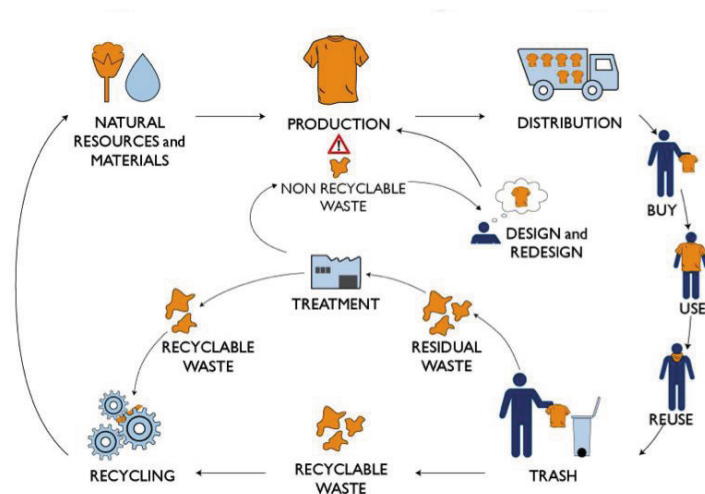 NATURAL
RESOURCES and
MATERIALS
PRODUCTION
DISTRIBUTION
NON RECYCLABLE
WASTE
BUY
DESIGN and
REDESIGN
TREATMENT
USE
RECYCLABLE
WASTE
RESIDUAL
WASTE
REUSE
RECYCLING
RECYCLABLE
WASTE
TRASH